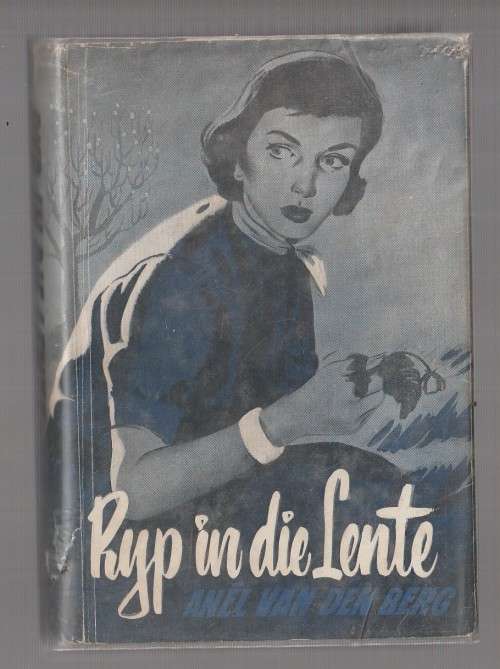 Ryp in die Lente
ANEL VAN DEN BERG